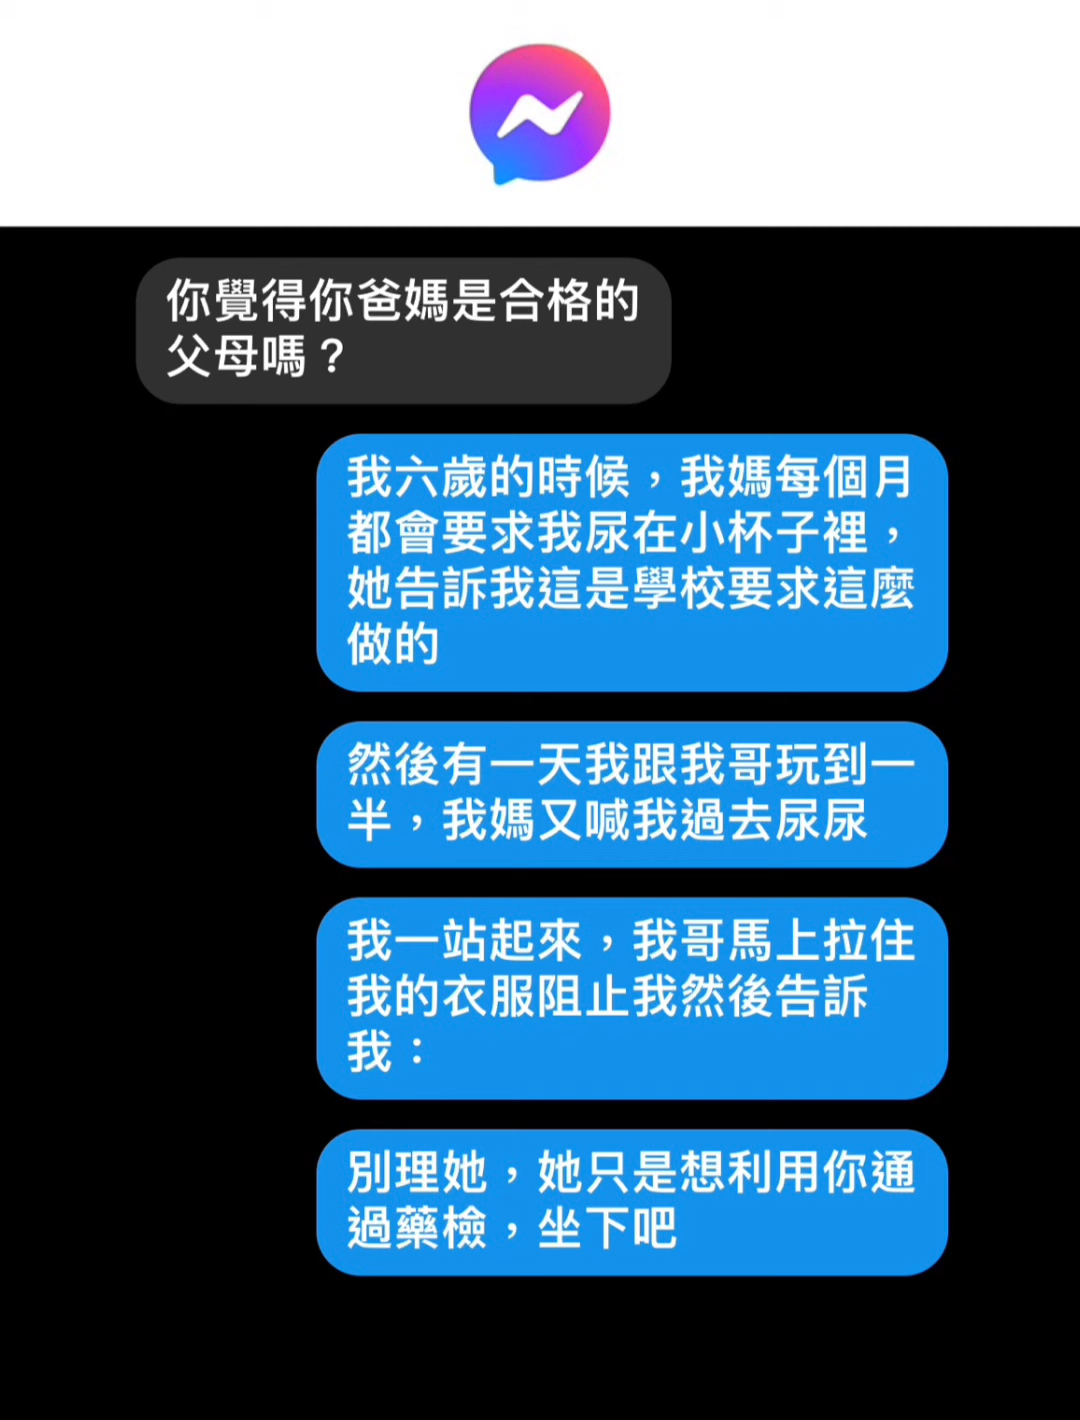 你覺得你爸媽是合格的
父母嗎？
我六歲的時候，我媽每個月
都會要求我尿在小杯子裡，
她告訴我這是學校要求這麼
做的
然後有一天我跟我哥玩到一
半，我媽又喊我過去尿尿
我一站起來，我哥馬上拉住
我的衣服阻止我然後告訴
我：
別理她，她只是想利用你通
過藥檢，坐下吧